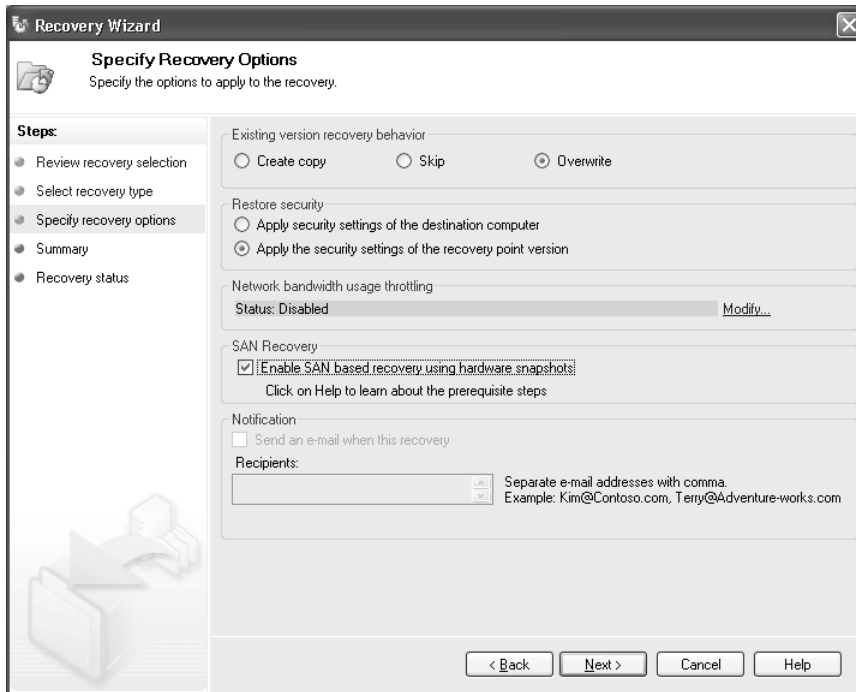 Recovery Wizard
Specify Recovery Options
Specify the options to apply to the recovery.
Steps:
Review recovery selection
Select recovery type
Specify recovery options
Summary
Recovery status
Existing version recovery behavior
Create copy Skip Overwrite
Restore security
Apply security settings of the destination computer
Apply the security settings of the recovery point version
Network bandwidth usage throttling
Status: Disabled Modify...
SAN Recovery
Enable SAN based recovery using hardware snapshots
Click on Help to learn about the prerequisite steps
Notification
Send an e-mail when this recovery
Recipients:
Separate e-mail addresses with comma.
Example: Kim@Contoso.com, Terry@Adventure-works.com
< Back Next > Cancel Help